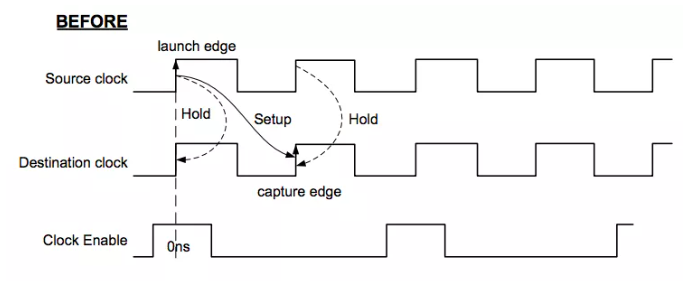 BEFORE
launch edge
Source clock
Hold
Setup
Hold
Destination clock
capture edge
Clock Enable
0ns